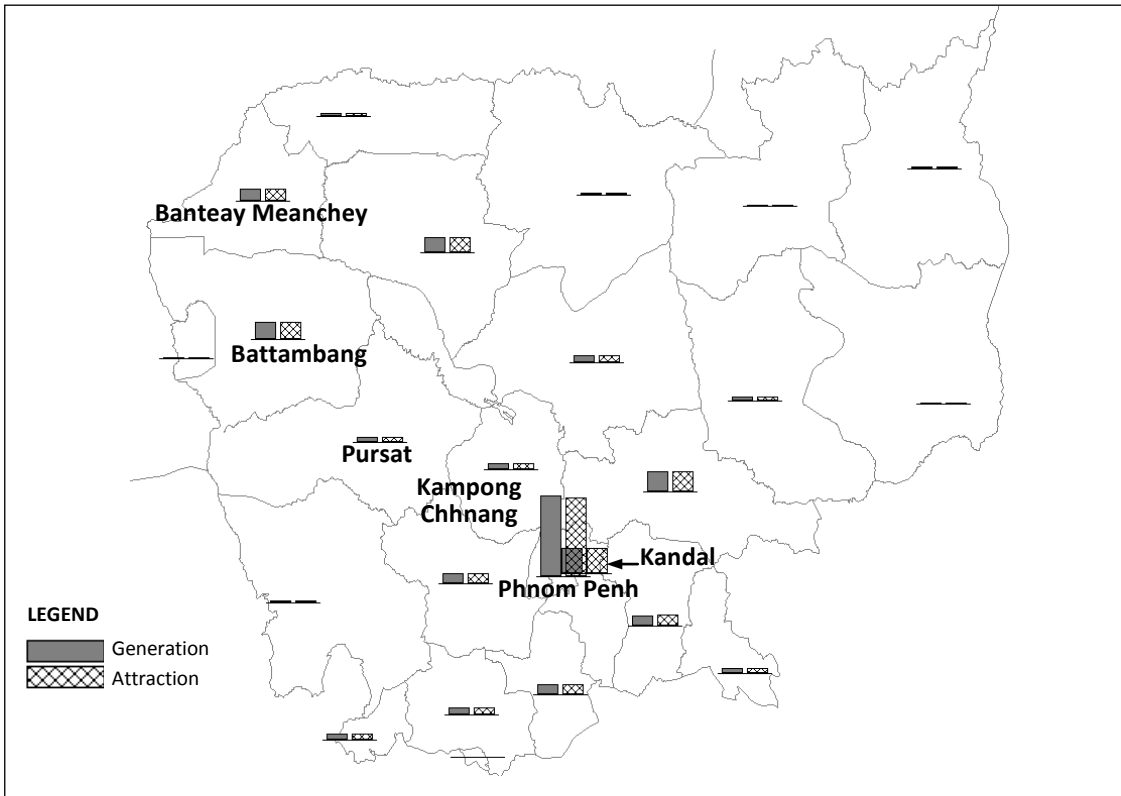 Banteay Meanchey
Battambang
Pursat
Kampong
Chhnang
Kandal
Phnom Penh
LEGEND
Generation
Attraction